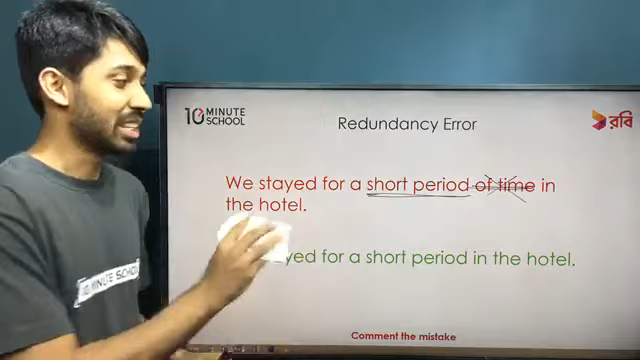 10 MINUTE SCHOOL
Redundancy Error
রবি
We stayed for a short period of time in
the hotel.
yed for a short period in the hotel.
10 MINUTE SCHOOL
Comment the mistake